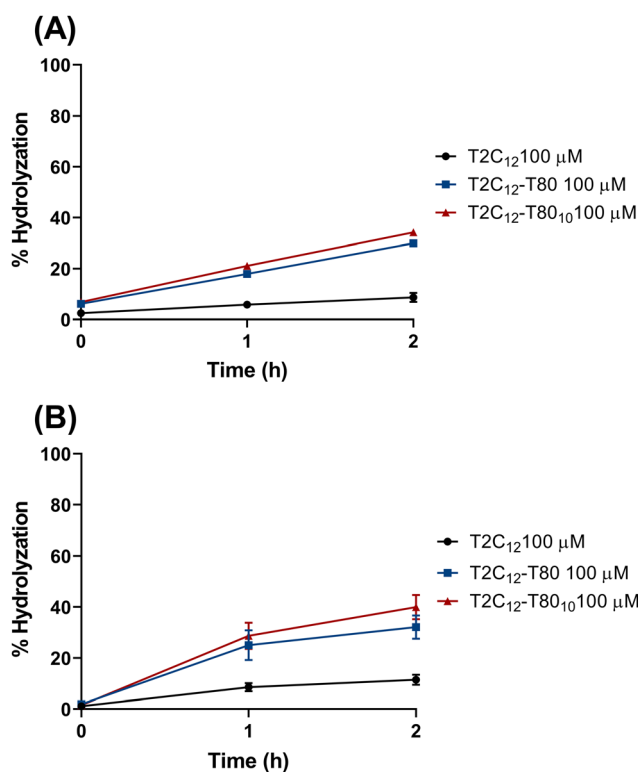 (A)
100
80
60
40
20
0
% Hydrolyzation
0 1 2
Time (h)
T2C₁₂100 μM
T2C₁₂-T80 100 μM
T2C₁₂-T80₁₀100 μM
(B)
100
80
60
40
20
0
% Hydrolyzation
0 1 2
Time (h)
T2C₁₂100 μM
T2C₁₂-T80 100 μM
T2C₁₂-T80₁₀100 μM